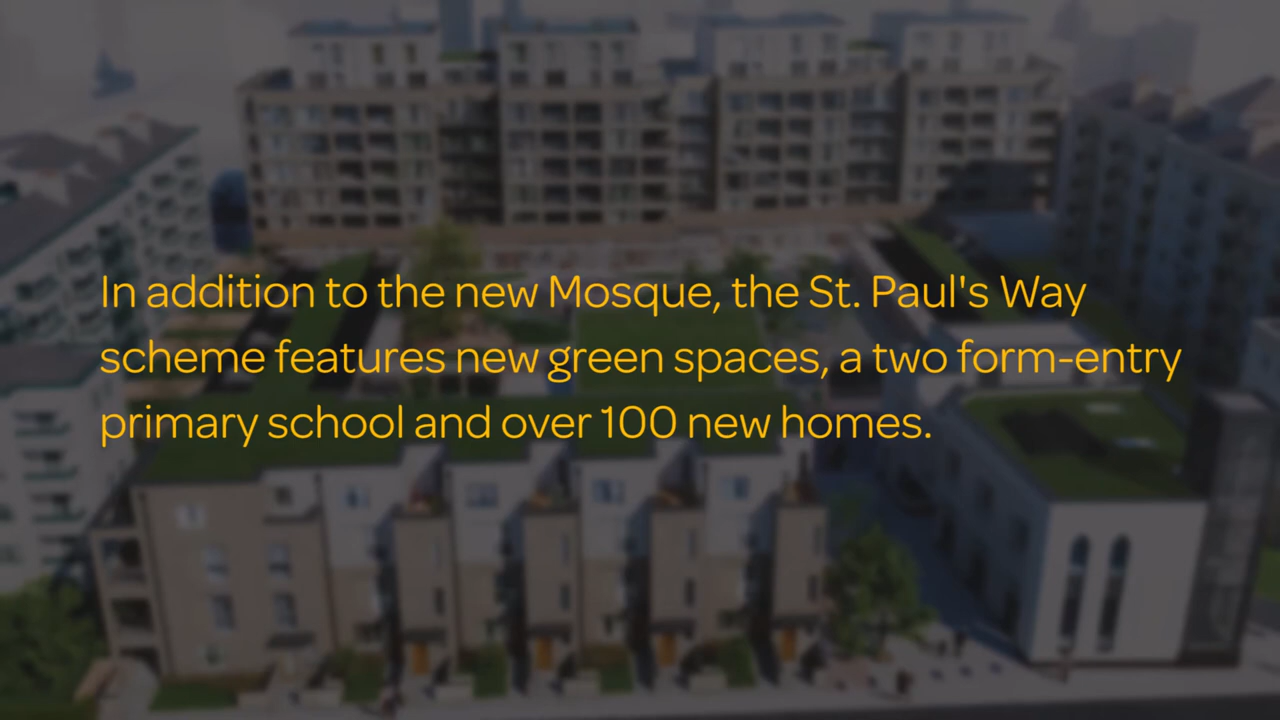 In addition to the new Mosque, the St. Paul's Way
scheme features new green spaces, a two form-entry
primary school and over 100 new homes.